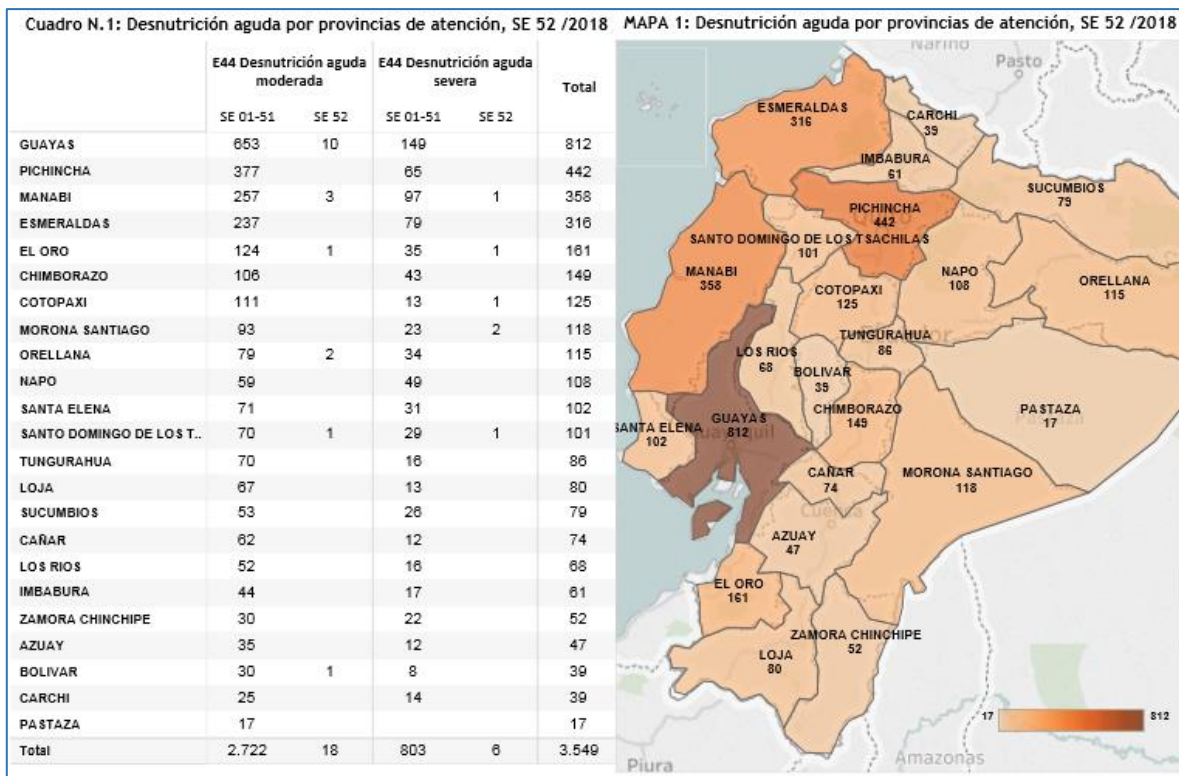 Cuadro N.1: Desnutrición aguda por provincias de atención, SE 52 /2018
E44 Desnutrición aguda moderada E44 Desnutrición aguda severa Total
SE 01-51 SE 52 SE 01-51 SE 52
GUAYAS 653 10 149 812
PICHINCHA 377 65 442
MANABI 257 3 97 1 358
ESMERALDAS 237 79 316
EL ORO 124 1 35 1 161
CHIMBORAZO 106 43 149
COTOPAXI 111 13 1 125
MORONA SANTIAGO 93 23 2 118
ORELLANA 79 2 34 115
NAPO 59 49 108
SANTA ELENA 71 31 102
SANTO DOMINGO DE LOS T.. 70 1 29 1 101
TUNGURAHUA 70 16 86
LOJA 67 13 80
SUCUMBIOS 53 26 79
CAÑAR 62 12 74
LOS RIOS 52 16 68
IMBABURA 44 17 61
ZAMORA CHINCHIPE 30 22 52
AZUAY 35 12 47
BOLIVAR 30 1 8 39
CARCHI 25 14 39
PASTAZA 17 17
Total 2.722 18 803 6 3.549
MAPA 1: Desnutrición aguda por provincias de atención, SE 52 /2018
Nariño
Pasto
ESMERALDAS
316
CARCHI
39
IMBABURA
61
SUCUMBIOS
79
PICHINCHA
442
SANTO DOMINGO DE LOS TSACHILAS
101
MANABI
358
NAPO
108
ORELLANA
115
COTOPAXI
125
TUNGURAHUA
86
LOS RIOS
68
BOLIVAR
39
PASTAZA
17
GUAYAS
812
CHIMBORAZO
149
SANTA ELENA
102
CAÑAR
74
MORONA SANTIAGO
118
Cuenca
AZUAY
47
EL ORO
161
ZAMORA CHINCHIPE
52
LOJA
80
17 812
Amazonas
Piura